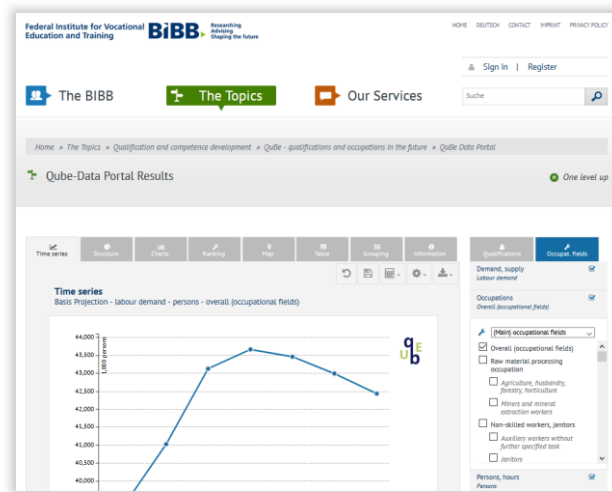 Federal Institute for Vocational
Education and Training
BiBB
Researching
Advising
Shaping the future
HOME DEUTSCH CONTACT IMPRINT PRIVACY POLICY
Sign in | Register
The BIBB
The Topics
Our Services
Suche
Home » The Topics » Qualification and competence development » QuBe - qualifications and occupations in the future » QuBe Data Portal
Qube-Data Portal Results
One level up
Time series
Structure
Charts
Ranking
Map
Table
Grouping
Information
Qualifications
Occupat. fields
Time series
Basis Projection - labour demand - persons - overall (occupational fields)
44,000
43,500
43,000
42,500
42,000
41,500
41,000
40,500
40,000
1,000 persons
qUEb
Demand, supply
Labour demand
Occupations
Overall (occupational fields)
(Main) occupational fields
Overall (occupational fields)
Raw material processing
occupation
Agriculture, husbandry,
forestry, horticulture
Miners and mineral
extraction workers
Non-skilled workers, janitors
Auxiliary workers without
further specified task
Janitors
Persons, hours
Persons